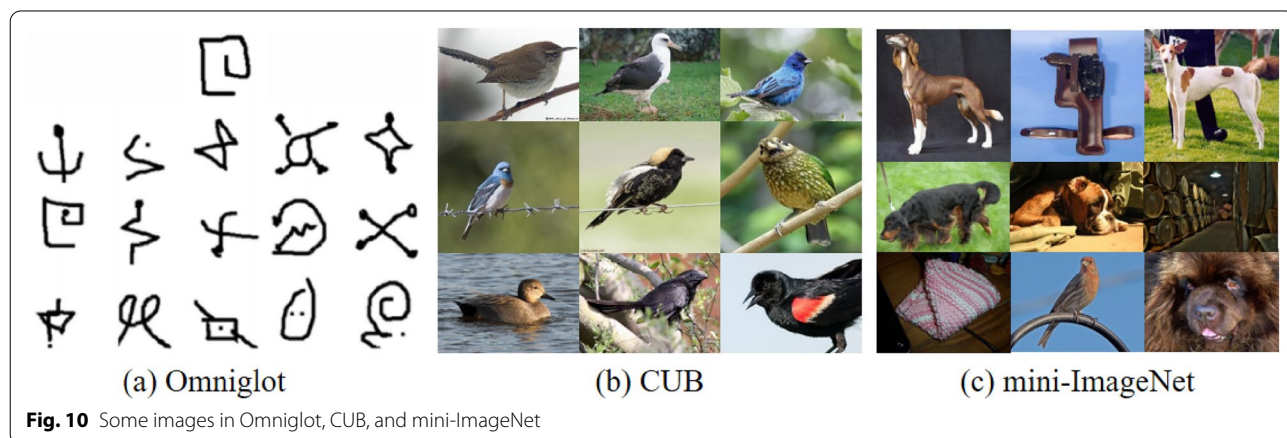 (a) Omniglot (b) CUB (c) mini-ImageNet
Fig. 10 Some images in Omniglot, CUB, and mini-ImageNet